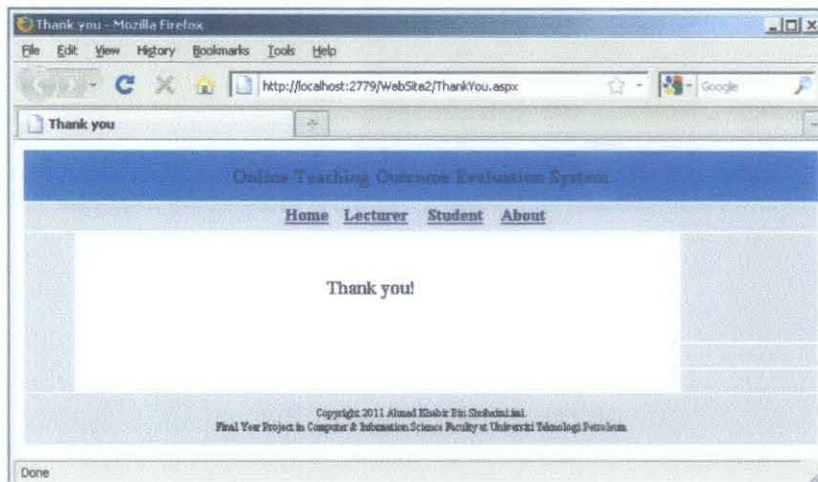 Thank you - Mozilla Firefox
File Edit View History Bookmarks Tools Help
http://localhost:2779/WebSite2/ThankYou.aspx
Google
Thank you
Online Teaching Outcome Evaluation System
Home Lecturer Student About
Thank you!
Copyright 2011 Ahmad Khabir Bin
Final Year Project in Computer & Information Science Faculty at Universiti Teknologi Petroleum
Done